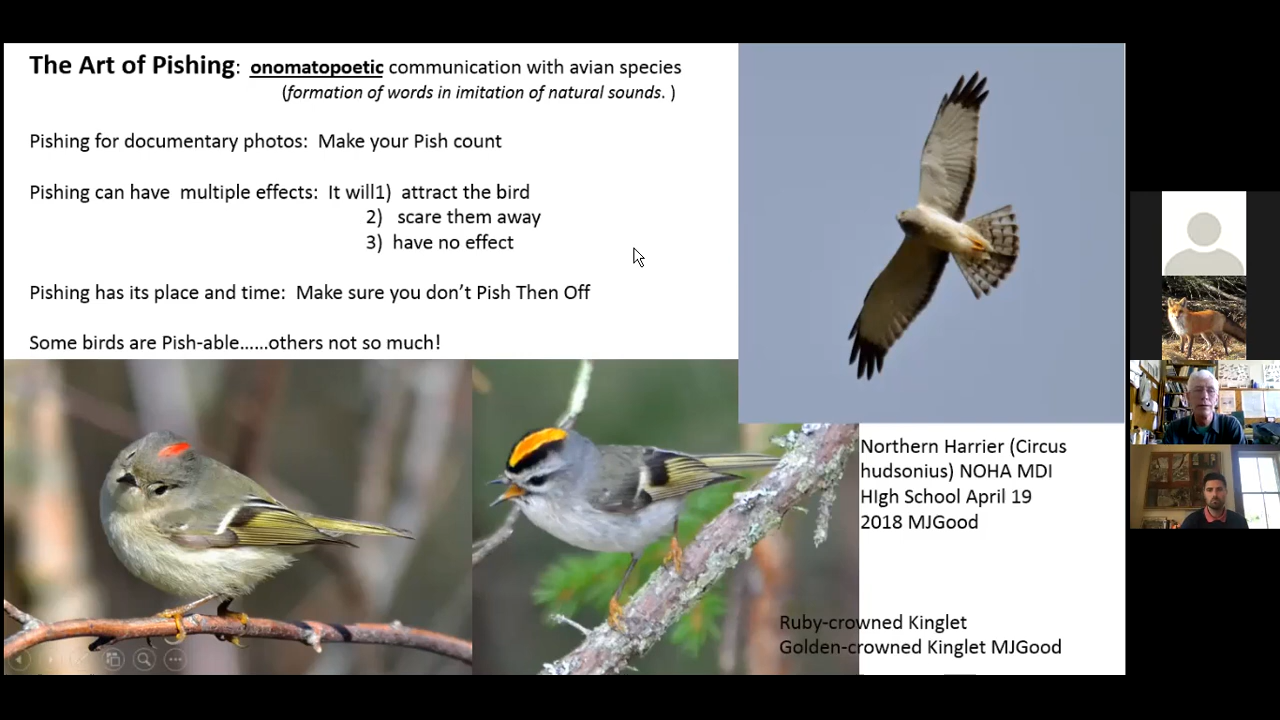 The Art of Pishing: onomatopoetic communication with avian species
(formation of words in imitation of natural sounds. )
Pishing for documentary photos: Make your Pish count
Pishing can have multiple effects: It will1) attract the bird
2) scare them away
3) have no effect
Pishing has its place and time: Make sure you don’t Pish Then Off
Some birds are Pish-able……others not so much!
Northern Harrier (Circus
hudsonius) NOHA MDI
HIgh School April 19
2018 MJGood
Ruby-crowned Kinglet
Golden-crowned Kinglet MJGood